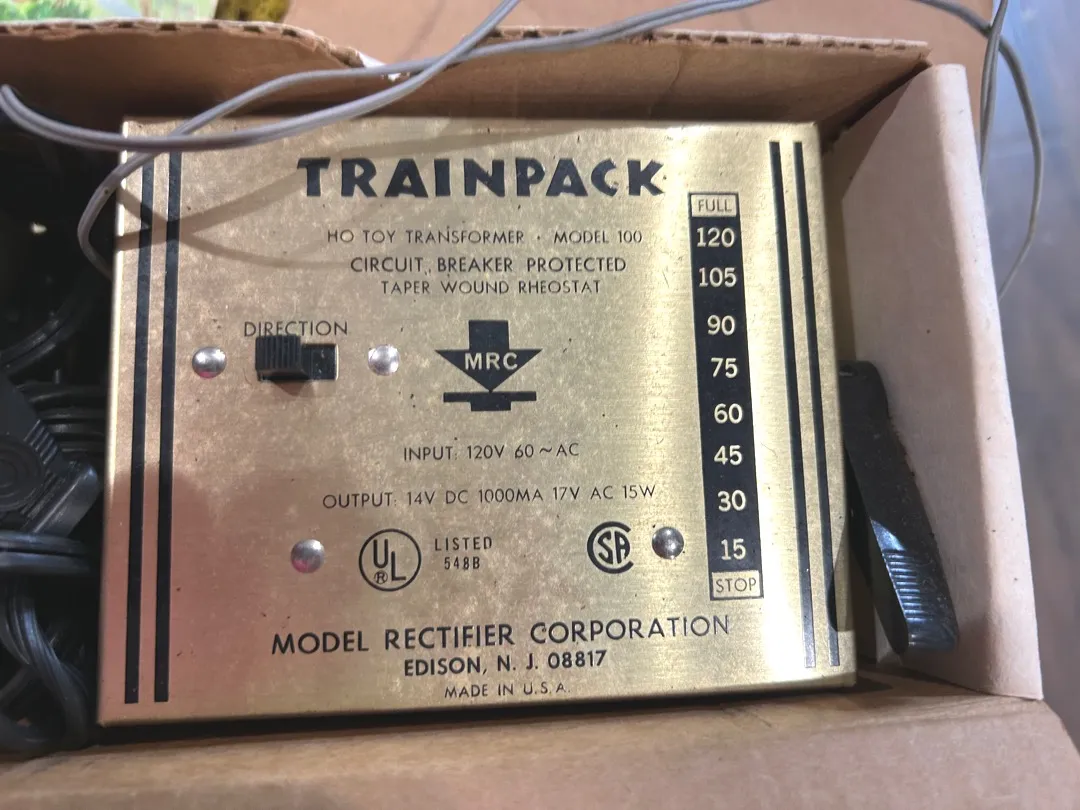 TRAINPACK
HO TOY TRANSFORMER · MODEL 100
CIRCUIT BREAKER PROTECTED
TAPER WOUND RHEOSTAT
DIRECTION
MRC
INPUT: 120V 60~AC
OUTPUT: 14V DC 1000MA 17V AC 15W
UL
®
LISTED
548B
SA
MODEL RECTIFIER CORPORATION
EDISON, N. J. 08817
MADE IN U.S.A.
FULL
120
105
90
75
60
45
30
15
STOP